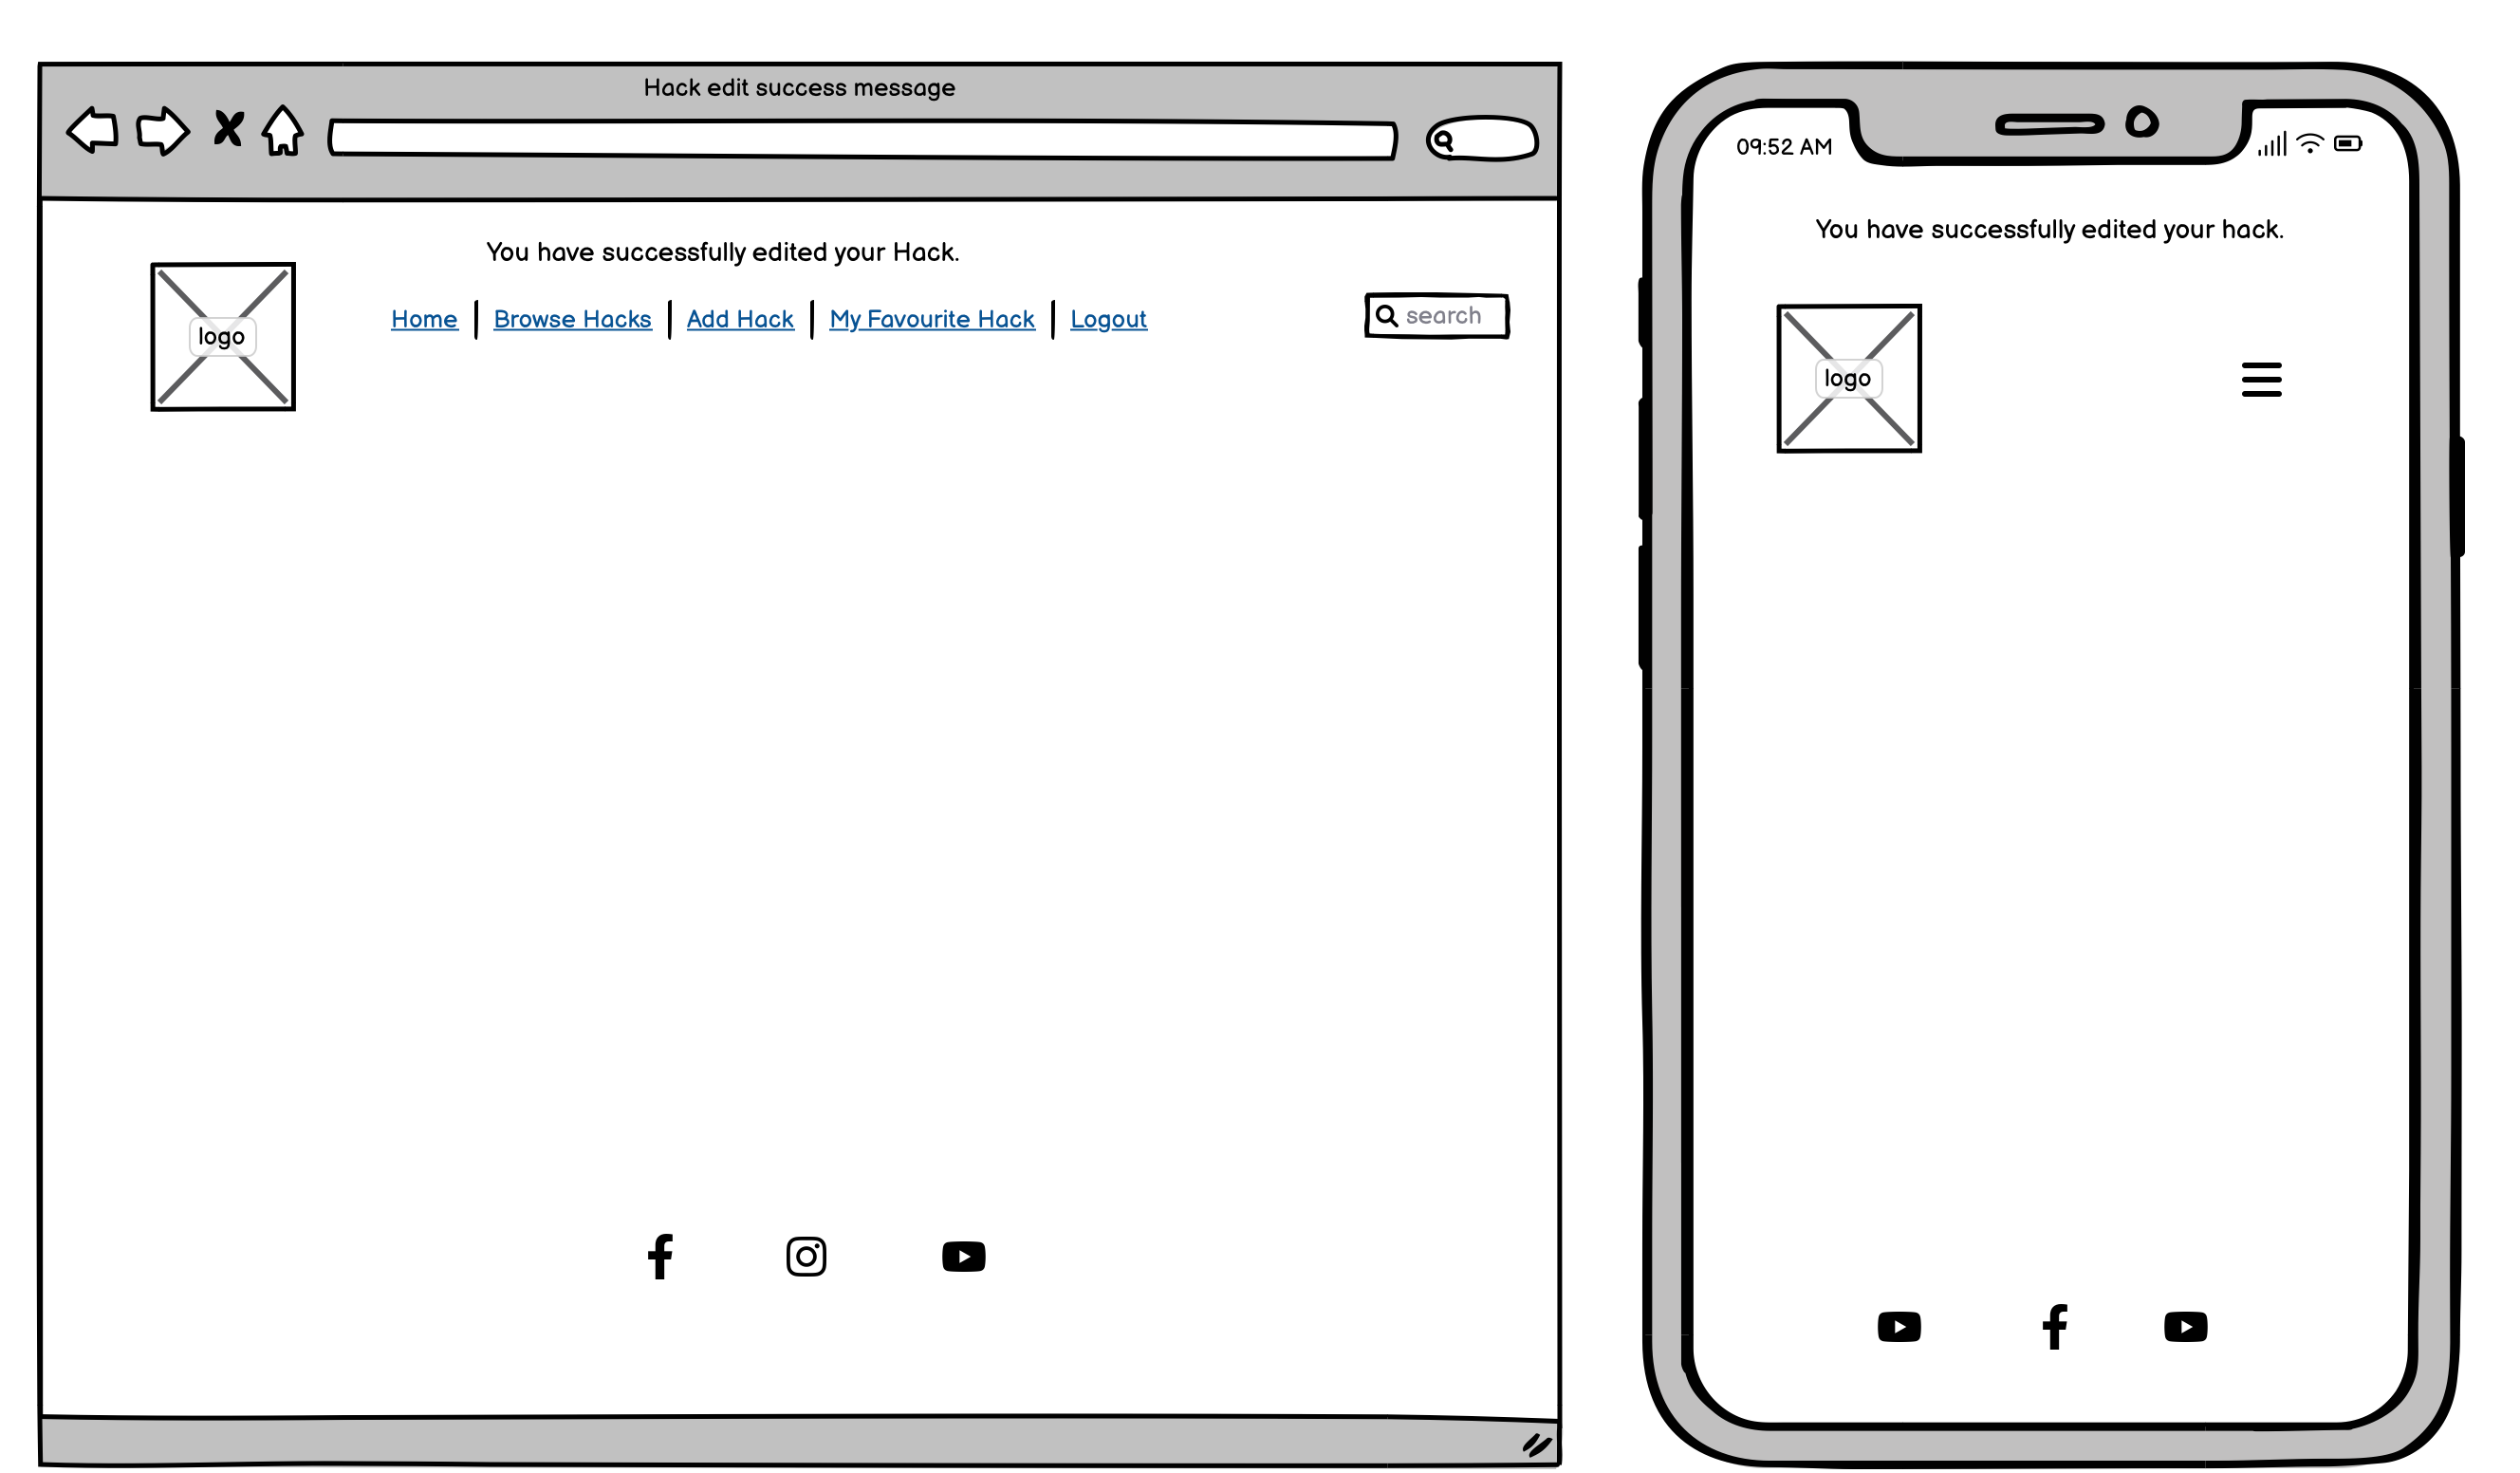 Hack edit success message
You have successfully edited your Hack.
logo
Home | Browse Hacks | Add Hack | My Favourite Hack | Logout
search
09:52 AM
You have successfully edited your hack.
logo